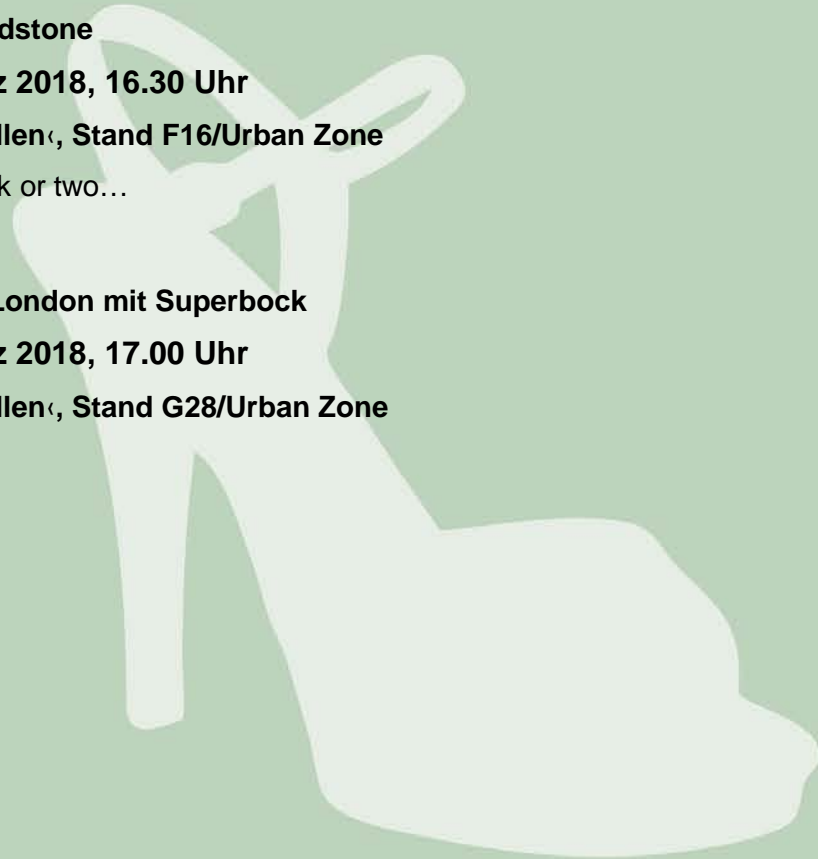 dstone
z 2018, 16.30 Uhr
llen‹, Stand F16/Urban Zone
k or two…
London mit Superbock
z 2018, 17.00 Uhr
llen‹, Stand G28/Urban Zone